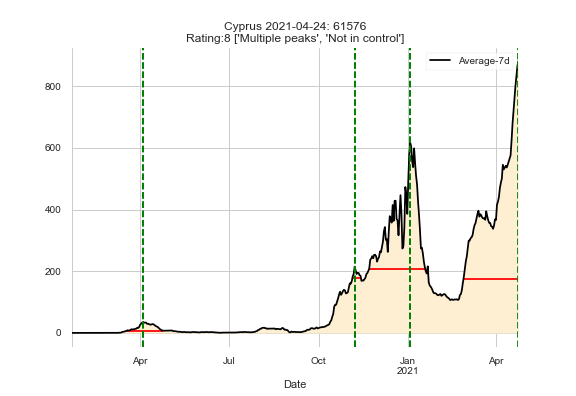 Cyprus 2021-04-24: 61576
Rating:8 ['Multiple peaks', 'Not in control']
Average-7d
800
600
400
200
0
Apr
Jul
Oct
Jan
2021
Apr
Date